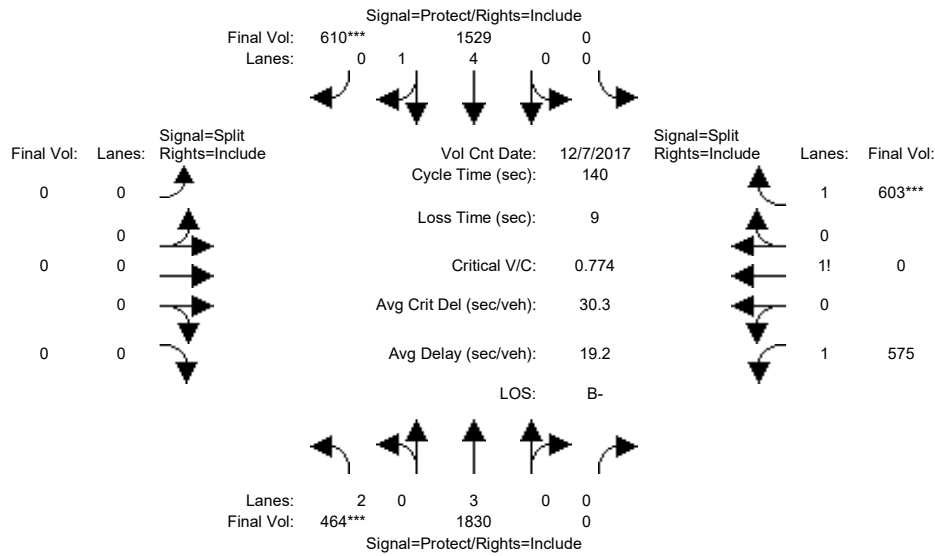 Signal=Protect/Rights=Include
Final Vol: 610*** 1529 0
Lanes: 0 1 4 0 0
Signal=Split Signal=Split
Final Vol: Lanes: Rights=Include Vol Cnt Date: 12/7/2017 Rights=Include Lanes: Final Vol:
Cycle Time (sec): 140
0 0 1 603***
Loss Time (sec): 9
0 0
0 0 Critical V/C: 0.774 1! 0
0 Avg Crit Del (sec/veh): 30.3 0
0 0 Avg Delay (sec/veh): 19.2 1 575
LOS: B-
Lanes: 2 0 3 0 0
Final Vol: 464*** 1830 0
Signal=Protect/Rights=Include